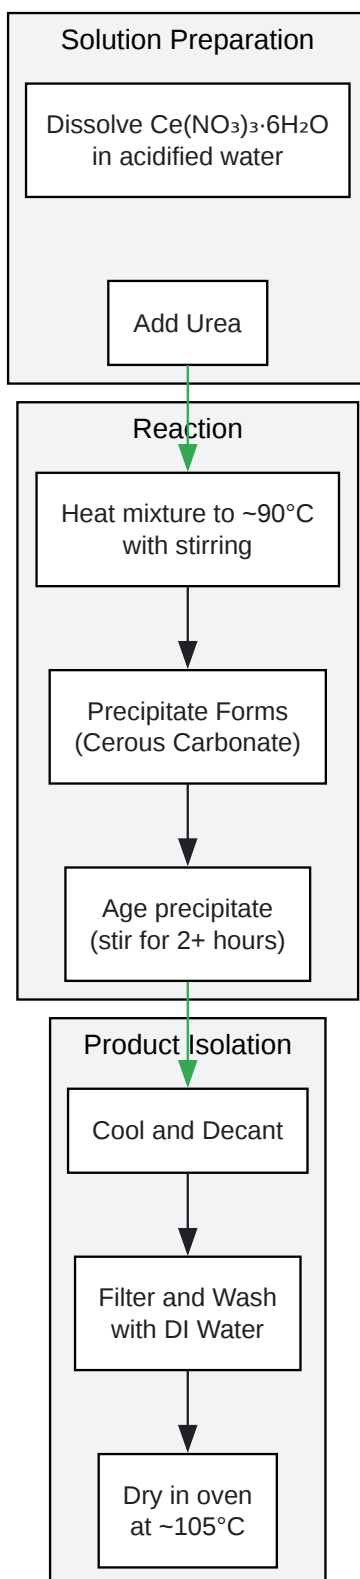 Solution Preparation
Dissolve Ce(NO₃)₃·6H₂O
in acidified water
Add Urea
Reaction
Heat mixture to ~90°C
with stirring
Precipitate Forms
(Cerous Carbonate)
Age precipitate
(stir for 2+ hours)
Product Isolation
Cool and Decant
Filter and Wash
with DI Water
Dry in oven
at ~105°C